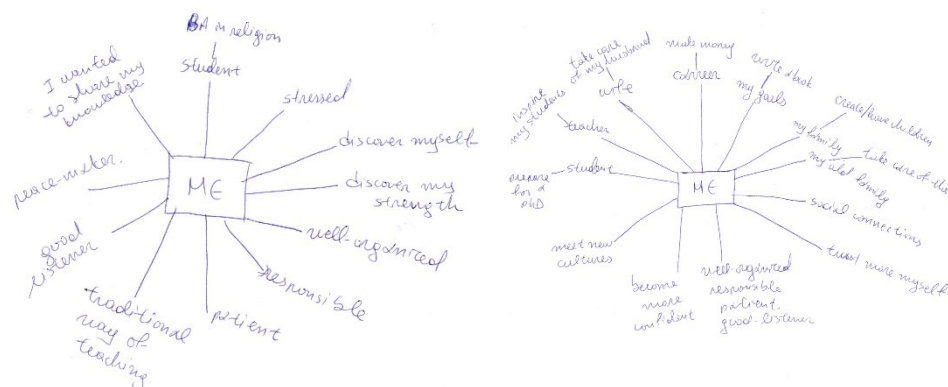 BA in religion
student
I wanted
to share my
knowledge
stressed
discover myself
discover my
strength
well-organized
responsible
patient
traditional
way of
teaching
good
listener
peace-maker.
ME
make money
career
write a book
my goals
create/have children
my family
take care of the
my old family
social connections
trust more myself
well-organized
responsible
patient
good-listener
become
more
confident
meet new
cultures
prepare
for a
phD
student
teacher
inspire
my students
take care
of my husband
wife
ME